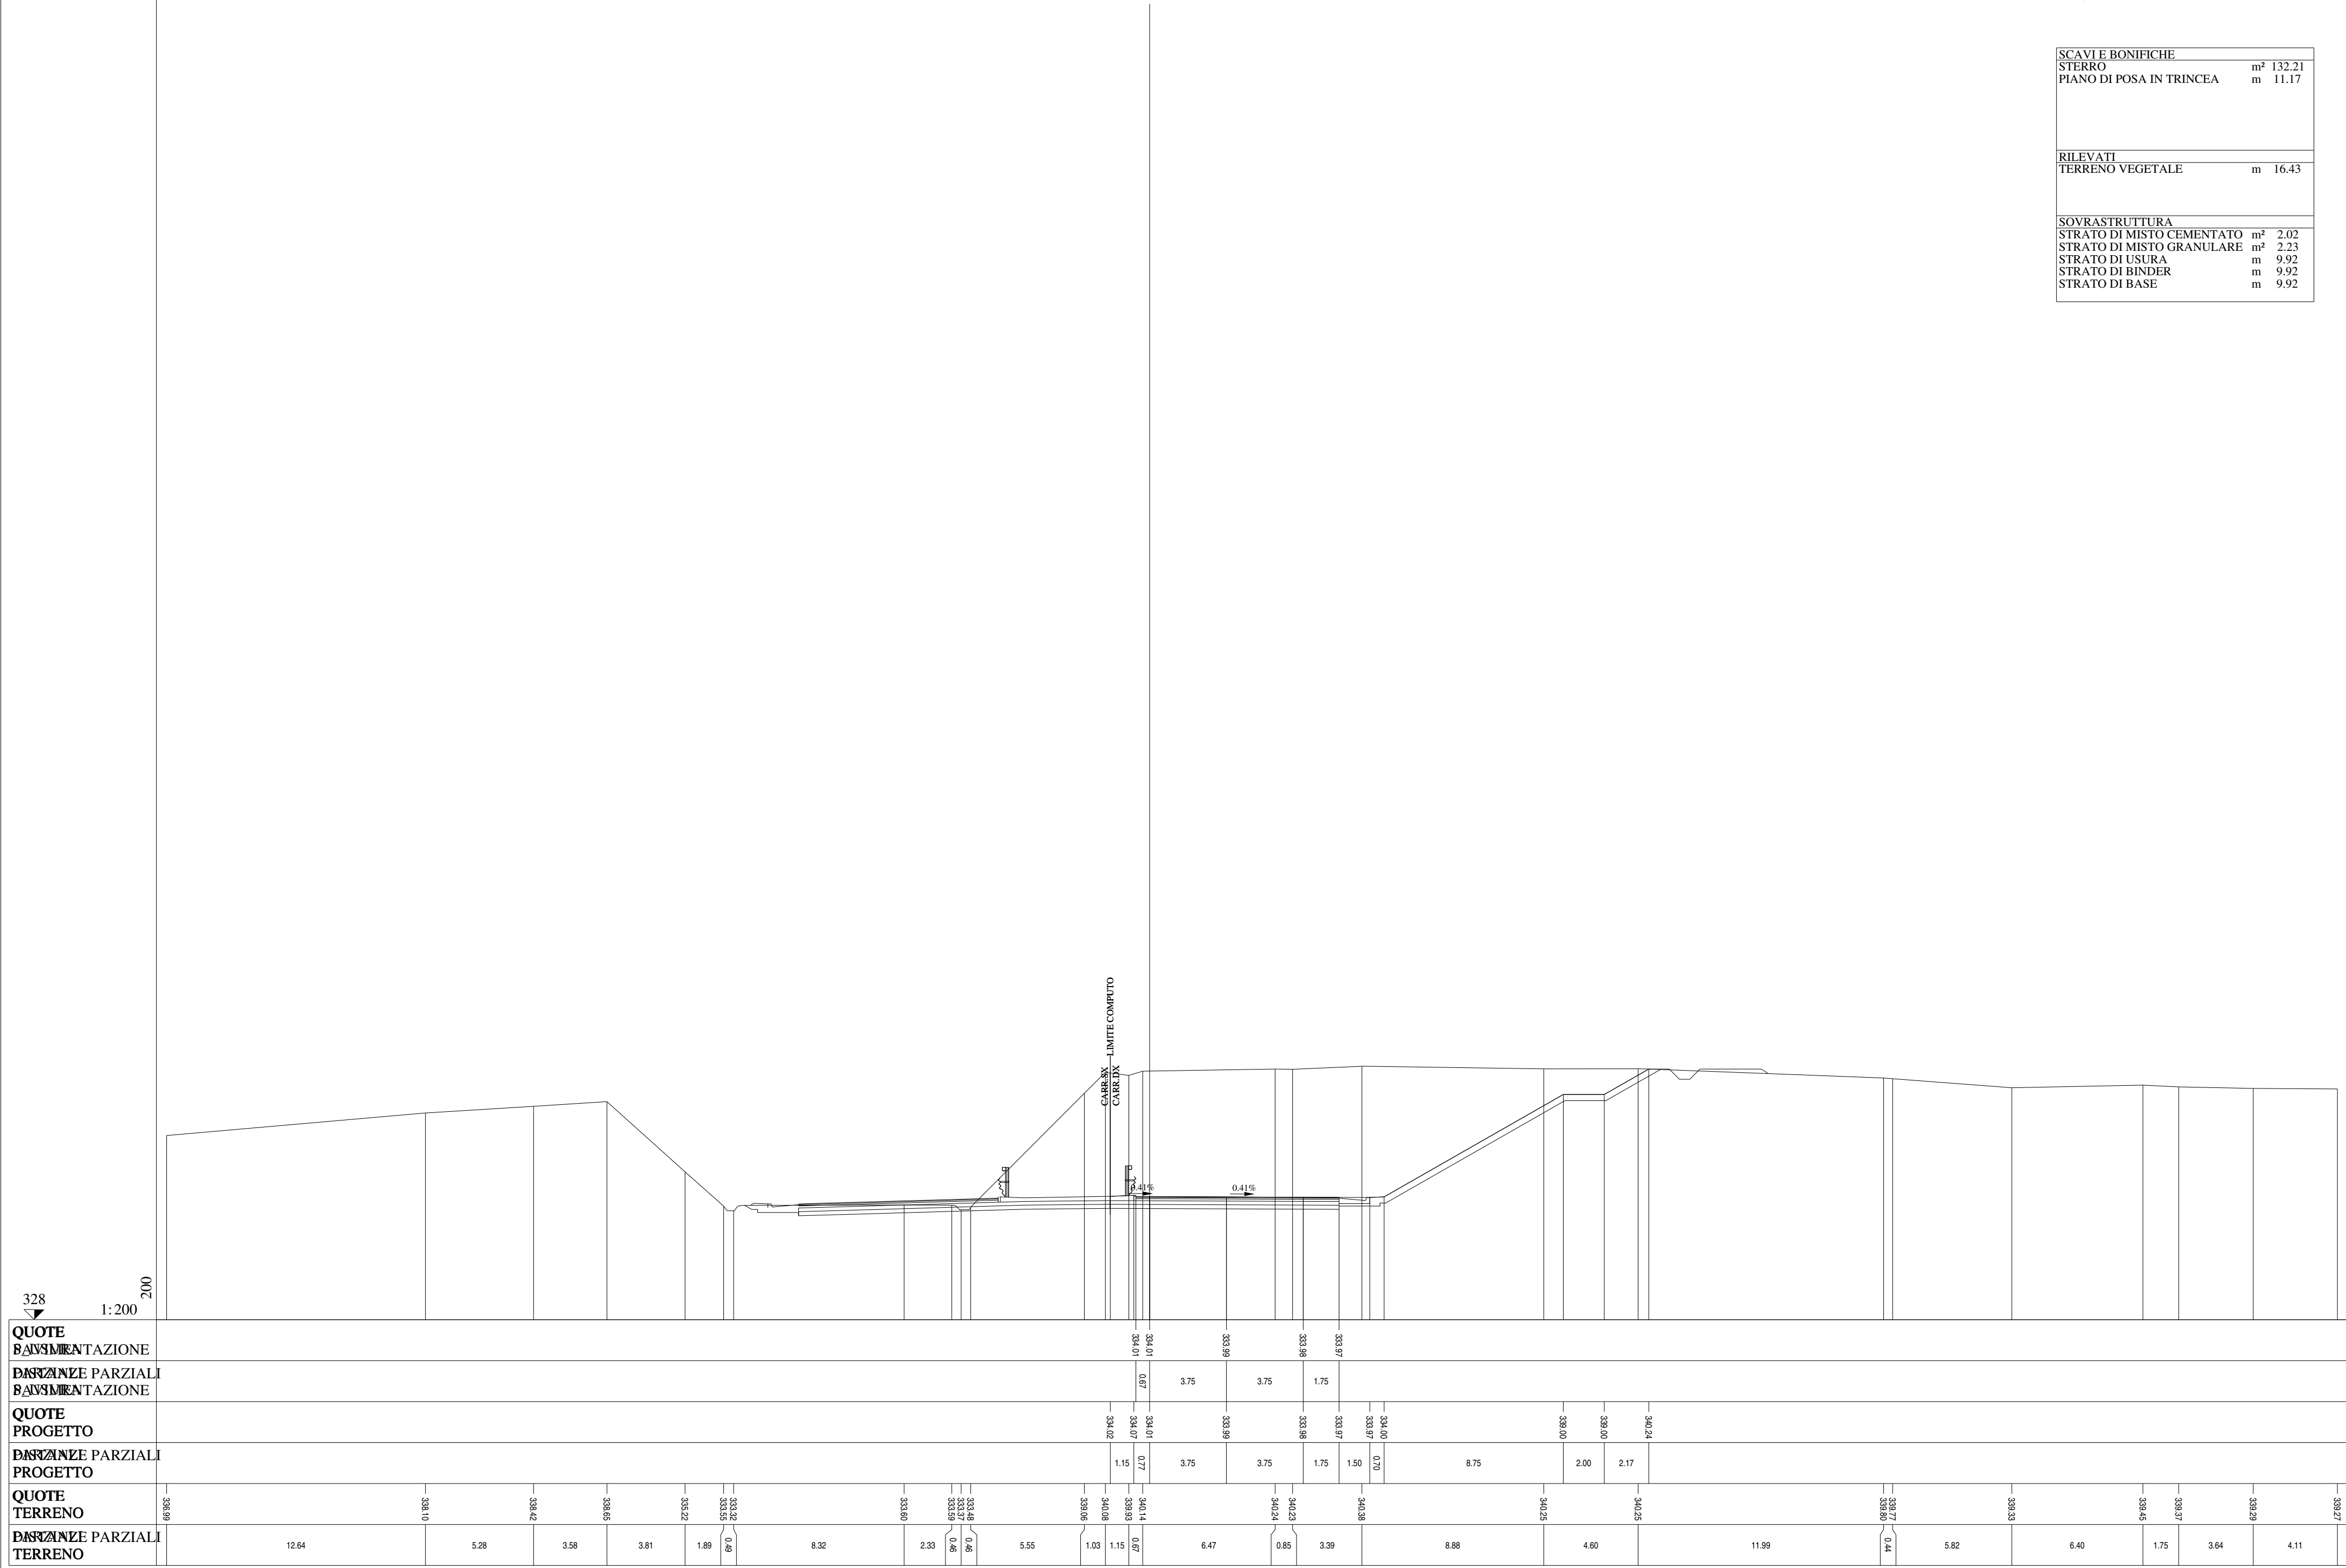 SCAVI E BONIFICHE
STERRO m² 132.21
PIANO DI POSA IN TRINCEA m 11.17
RILEVATI
TERRENO VEGETALE m 16.43
SOVRASTRUTTURA
STRATO DI MISTO CEMENTATO m² 2.02
STRATO DI MISTO GRANULARE m² 2.23
STRATO DI USURA m 9.92
STRATO DI BINDER m 9.92
STRATO DI BASE m 9.92
LIMITE COMPUTO
CARR.SX
CARR.DX
0.41% 0.41%
200
328
1:200
QUOTE
PAVIMENTAZIONE
334.01 334.01 333.99 333.98 333.97
PARZIALI
PAVIMENTAZIONE
0.67 3.75 3.75 1.75
QUOTE
PROGETTO
334.02 334.07 334.01 333.99 333.98 333.97 333.97 334.00 339.00 339.00 340.24
PARZIALI
PROGETTO
1.15 0.77 3.75 3.75 1.75 1.50 0.70 8.75 2.00 2.17
QUOTE
TERRENO
336.99 338.10 338.42 338.65 335.22 333.55 333.32 333.60 333.59 333.37 333.48 339.06 340.08 339.93 340.14 340.24 340.23 340.38 340.25 340.25 339.80 339.77 339.33 339.45 339.37 339.29 339.27
PARZIALI
TERRENO
12.64 5.28 3.58 3.81 1.89 0.49 8.32 2.33 0.46 0.46 5.55 1.03 1.15 0.67 6.47 0.85 3.39 8.88 4.60 11.99 0.44 5.82 6.40 1.75 3.64 4.11